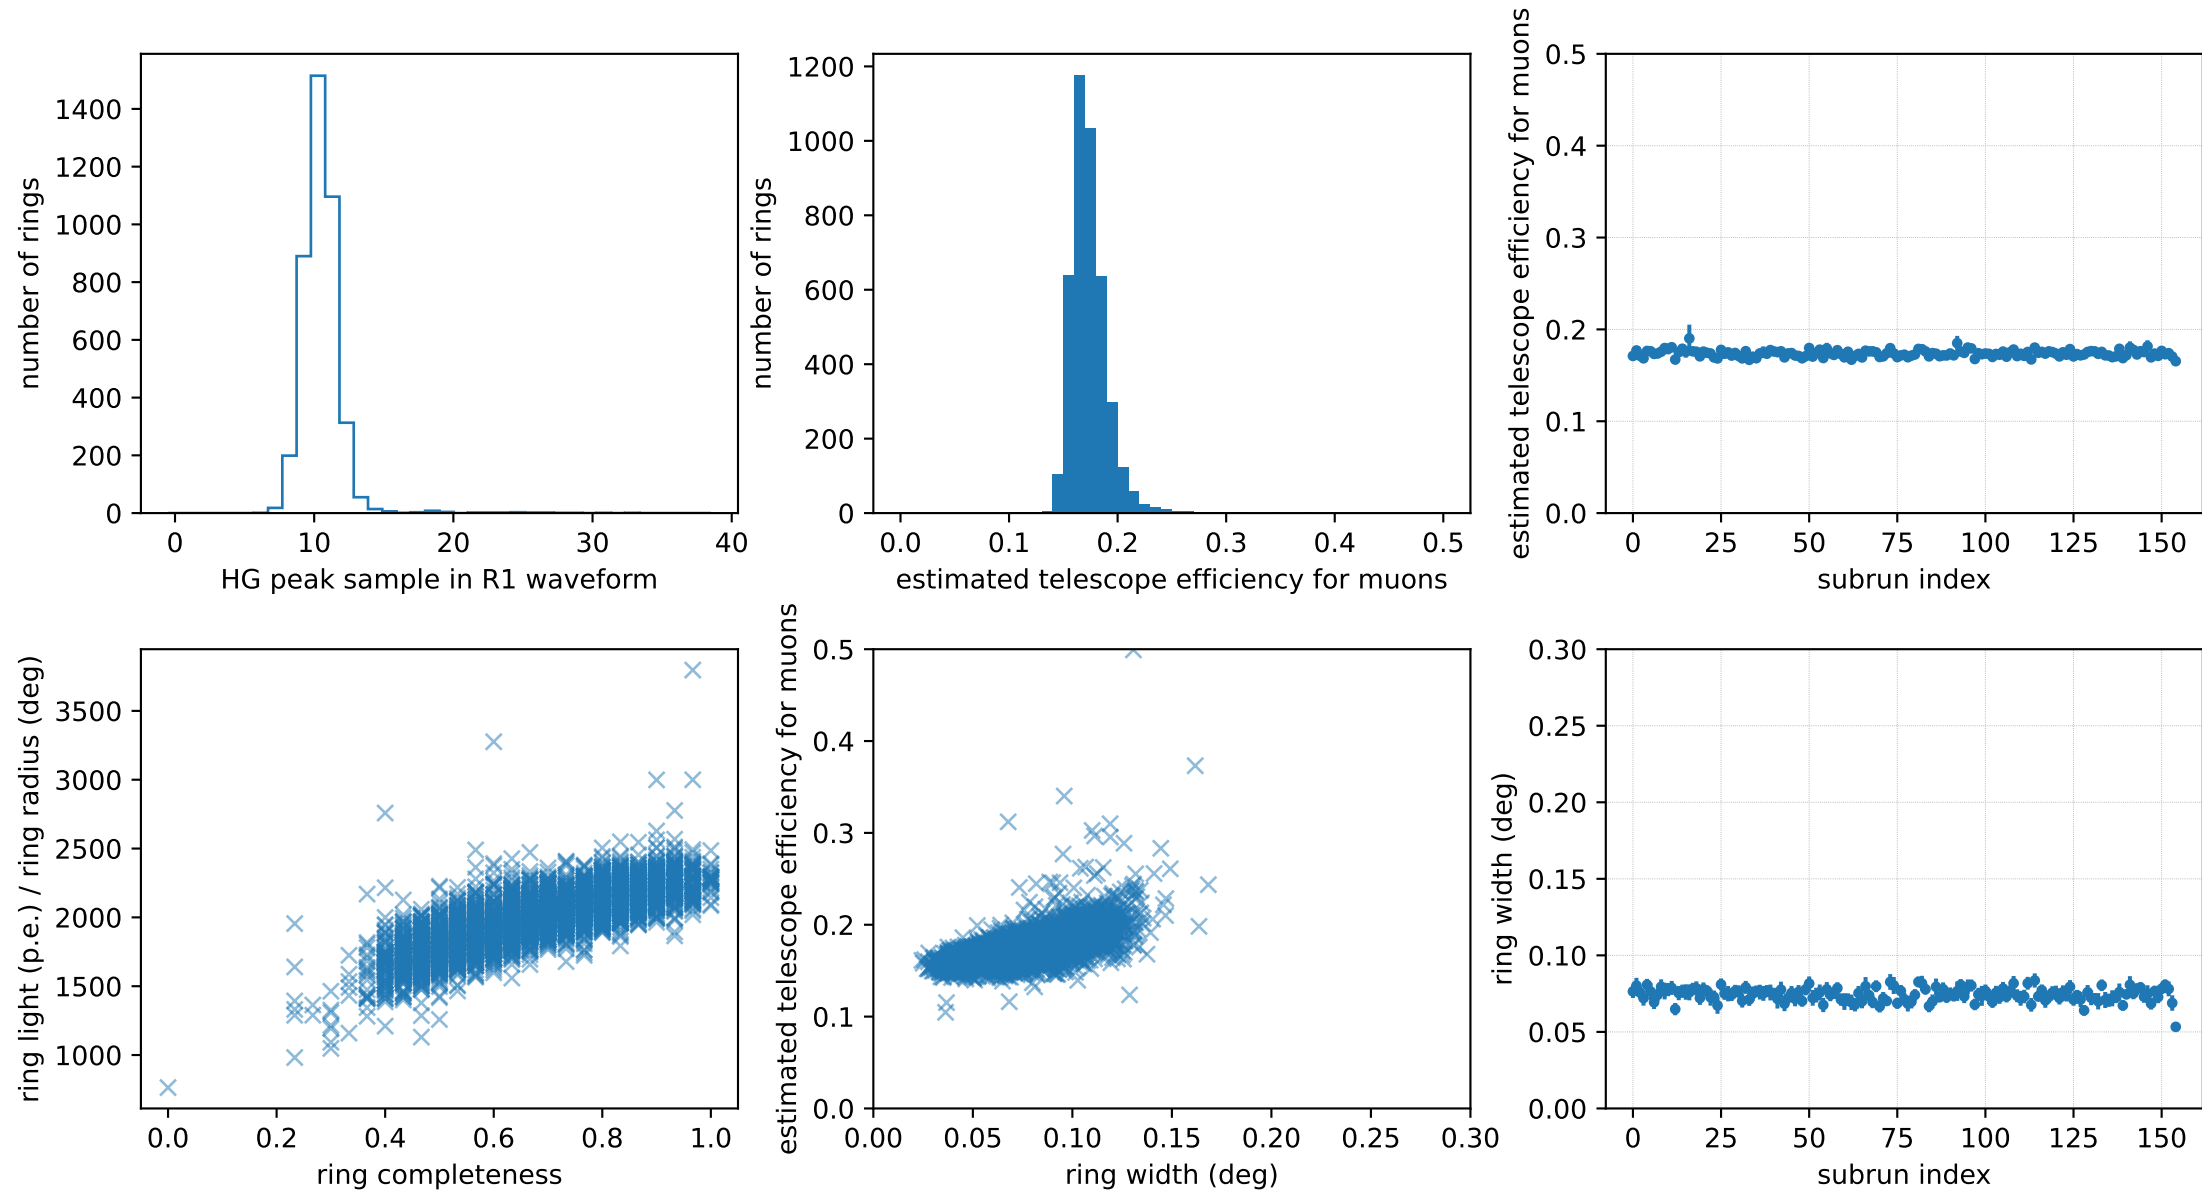 number of rings
1400
1200
1000
800
600
400
200
0
0 10 20 30 40
HG peak sample in R1 waveform
number of rings
1200
1000
800
600
400
200
0
0.0 0.1 0.2 0.3 0.4 0.5
estimated telescope efficiency for muons
estimated telescope efficiency for muons
0.5
0.4
0.3
0.2
0.1
0.0
0 25 50 75 100 125 150
subrun index
ring light (p.e.) / ring radius (deg)
3500
3000
2500
2000
1500
1000
0.0 0.2 0.4 0.6 0.8 1.0
ring completeness
estimated telescope efficiency for muons
0.5
0.4
0.3
0.2
0.1
0.0
0.00 0.05 0.10 0.15 0.20 0.25 0.30
ring width (deg)
ring width (deg)
0.30
0.25
0.20
0.15
0.10
0.05
0.00
0 25 50 75 100 125 150
subrun index